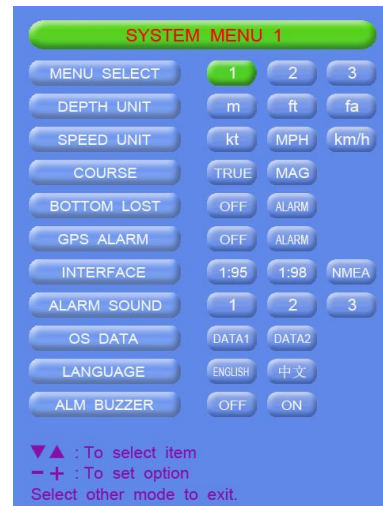 SYSTEM MENU 1
MENU SELECT 1 2 3
DEPTH UNIT m ft fa
SPEED UNIT kt MPH km/h
COURSE TRUE MAG
BOTTOM LOST OFF ALARM
GPS ALARM OFF ALARM
INTERFACE 1:95 1:98 NMEA
ALARM SOUND 1 2 3
OS DATA DATA1 DATA2
LANGUAGE ENGLISH 中文
ALM BUZZER OFF ON
▼▲ : To select item
− + : To set option
Select other mode to exit.